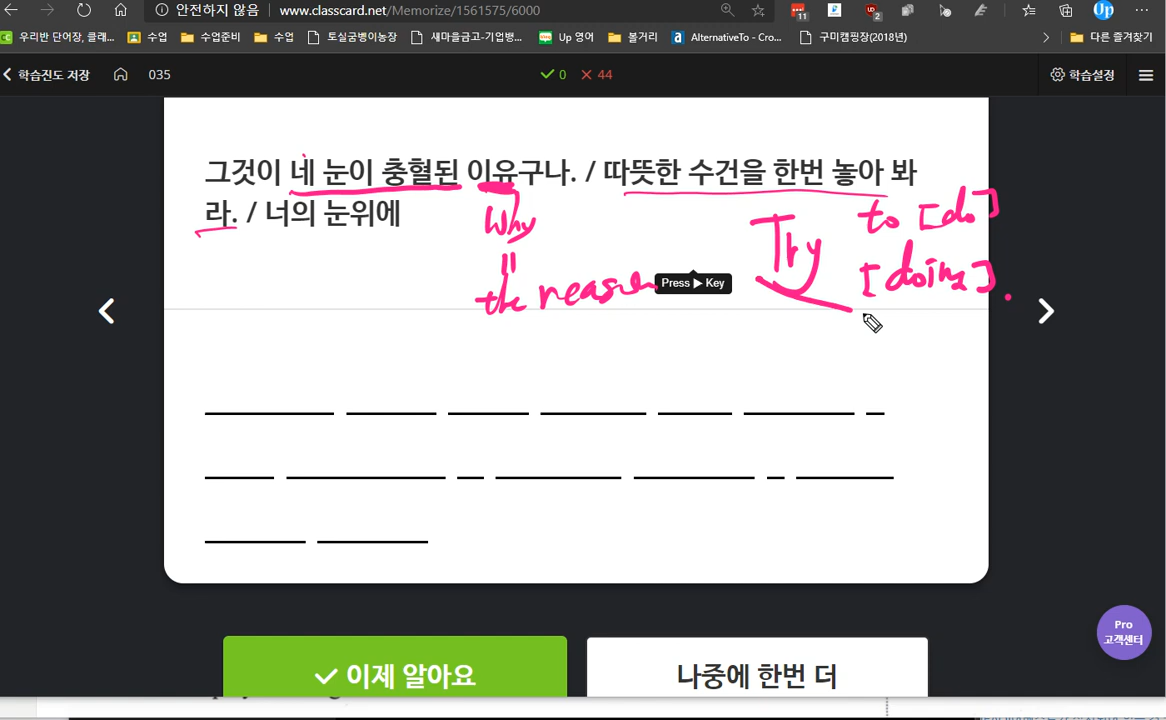 안전하지 않음 | www.classcard.net/Memorize/1561575/6000
11
2
Up
우리반 단어장, 클래... 수업 수업준비 수업 토실굼벵이농장 새마을금고-기업뱅... Up 영어 볼거리 AlternativeTo - Cro... 구미캠핑장(2018년) 다른 즐겨찾기
학습진도 저장 035 0 44 학습설정
그것이 네 눈이 충혈된 이유구나. / 따뜻한 수건을 한번 놓아 봐
라. / 너의 눈위에
Why
=
the reason
Try
to [do]
[doing].
Press ▶ Key
Pro
고객센터
이제 알아요
나중에 한번 더